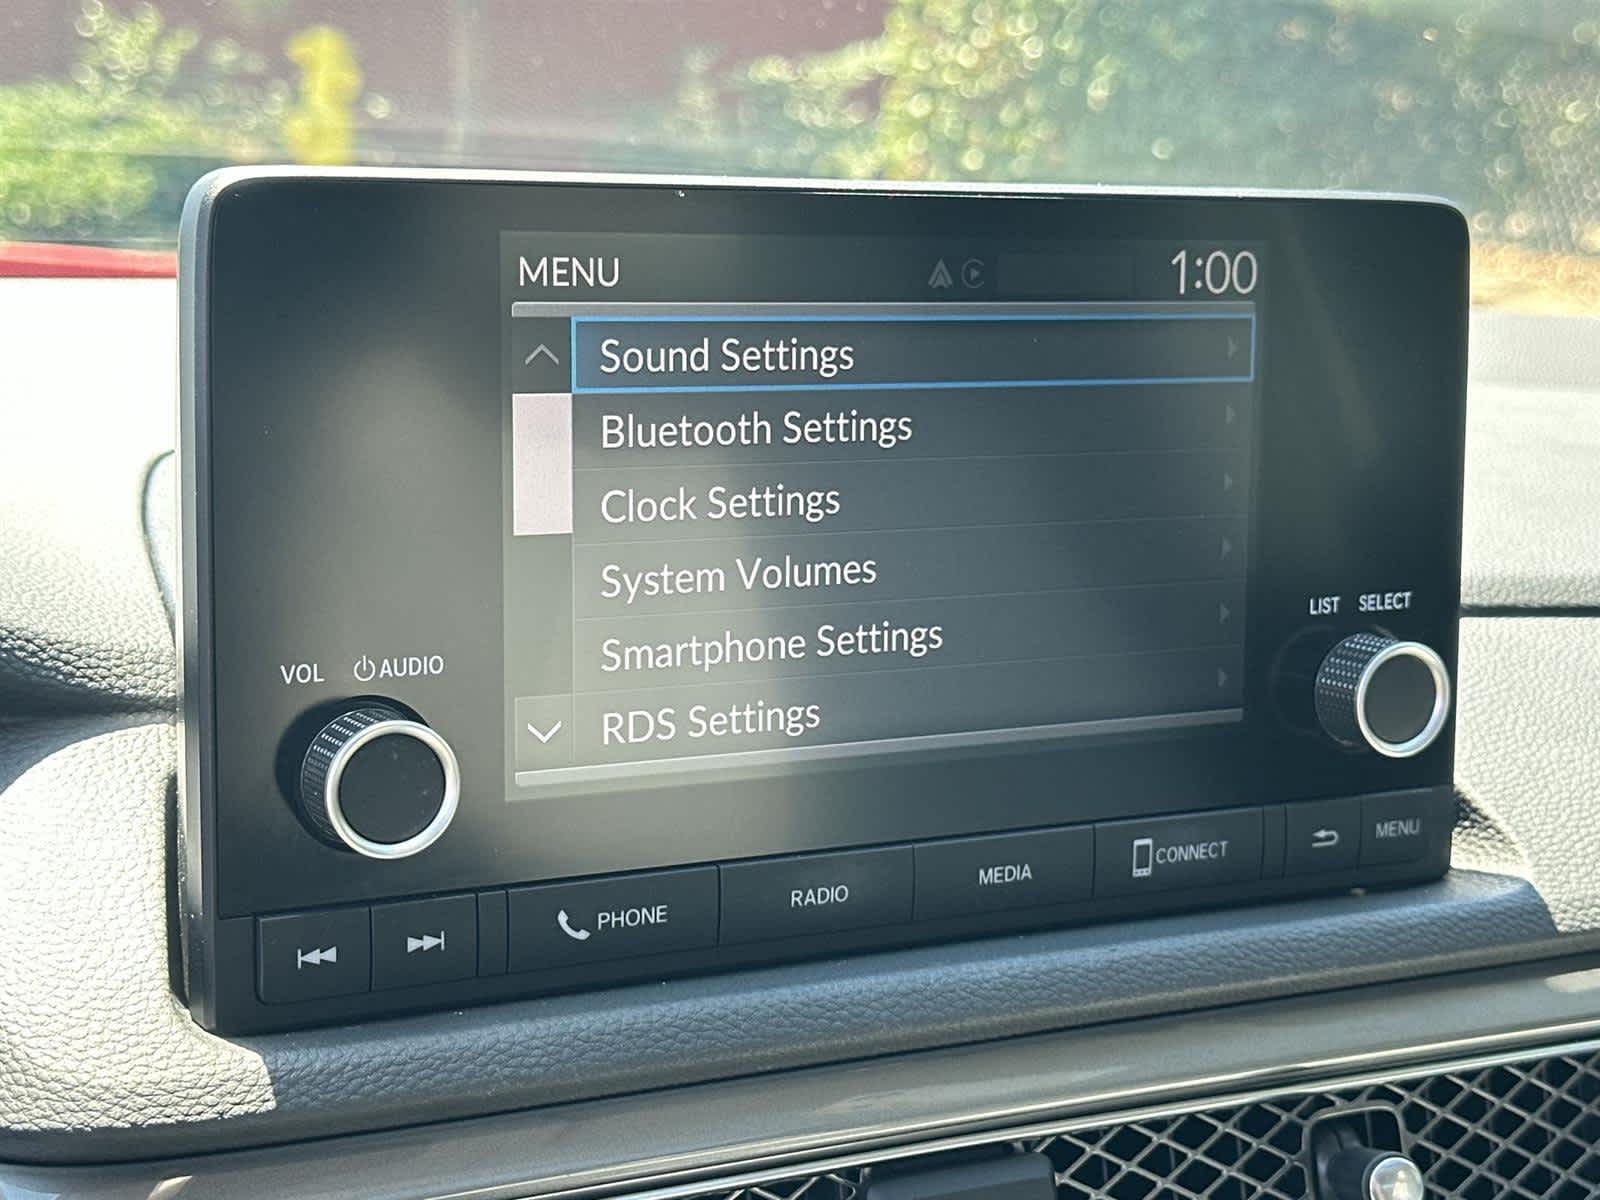 MENU 1:00
Sound Settings
Bluetooth Settings
Clock Settings
System Volumes
Smartphone Settings
RDS Settings
VOL AUDIO
LIST SELECT
PHONE RADIO MEDIA CONNECT MENU